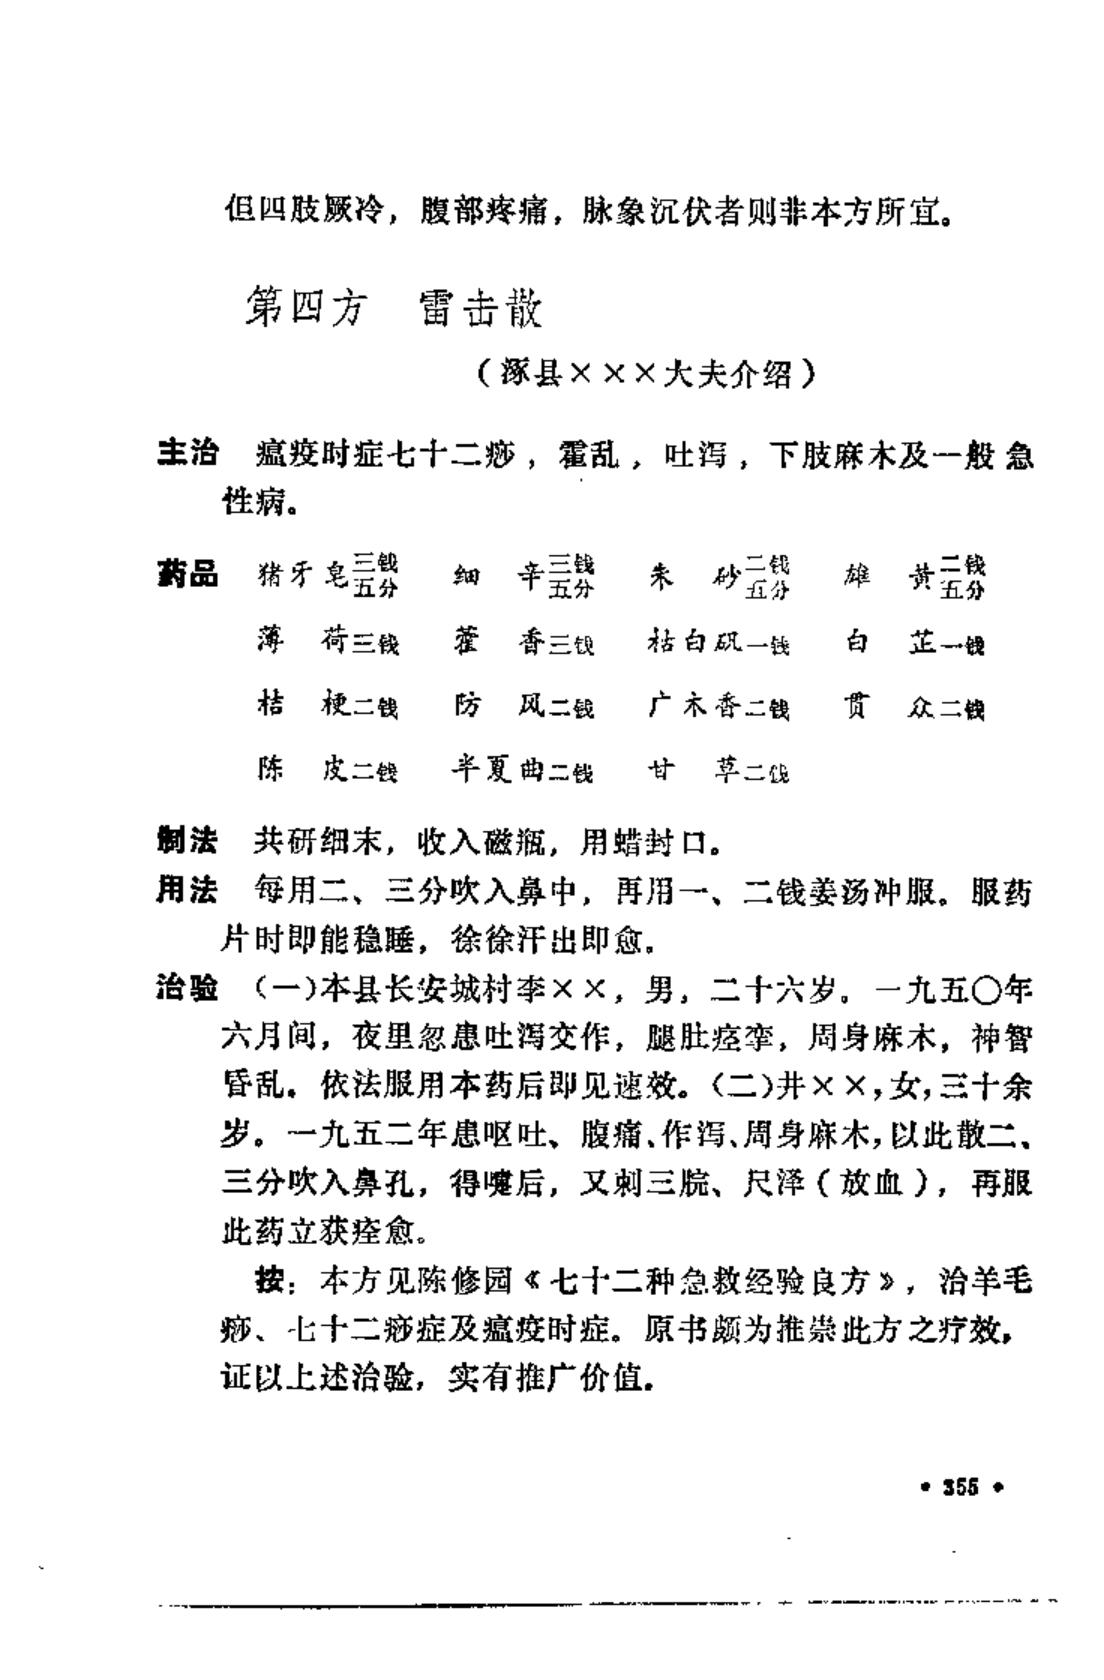 但四肢厥冷，腹部疼痛，脉象沉伏者则非本方所宜。
第四方　雷击散
（涿县×××大夫介绍）
主治　瘟疫时症七十二痧，霍乱，吐泻，下肢麻木及一般急
性病。
药品　猪牙皂三钱五分　细辛三钱五分　朱砂二钱五分　雄黄二钱五分
薄荷三钱　藿香三钱　枯白矾一钱　白芷一钱
桔梗二钱　防风二钱　广木香二钱　贯众二钱
陈皮二钱　半夏曲二钱　甘草二钱
制法　共研细末，收入磁瓶，用蜡封口。
用法　每用二、三分吹入鼻中，再用一、二钱姜汤冲服。服药
片时即能稳睡，徐徐汗出即愈。
治验　（一）本县长安城村李××，男，二十六岁。一九五〇年
六月间，夜里忽患吐泻交作，腿肚痉挛，周身麻木，神智
昏乱。依法服用本药后即见速效。（二）井××，女，三十余
岁。一九五二年患呕吐、腹痛、作泻、周身麻木，以此散二、
三分吹入鼻孔，得嚏后，又刺三脘、尺泽（放血），再服
此药立获痊愈。
按：本方见陈修园《七十二种急救经验良方》，治羊毛
痧、七十二痧症及瘟疫时症。原书颇为推崇此方之疗效，
证以上述治验，实有推广价值。
• 355 •